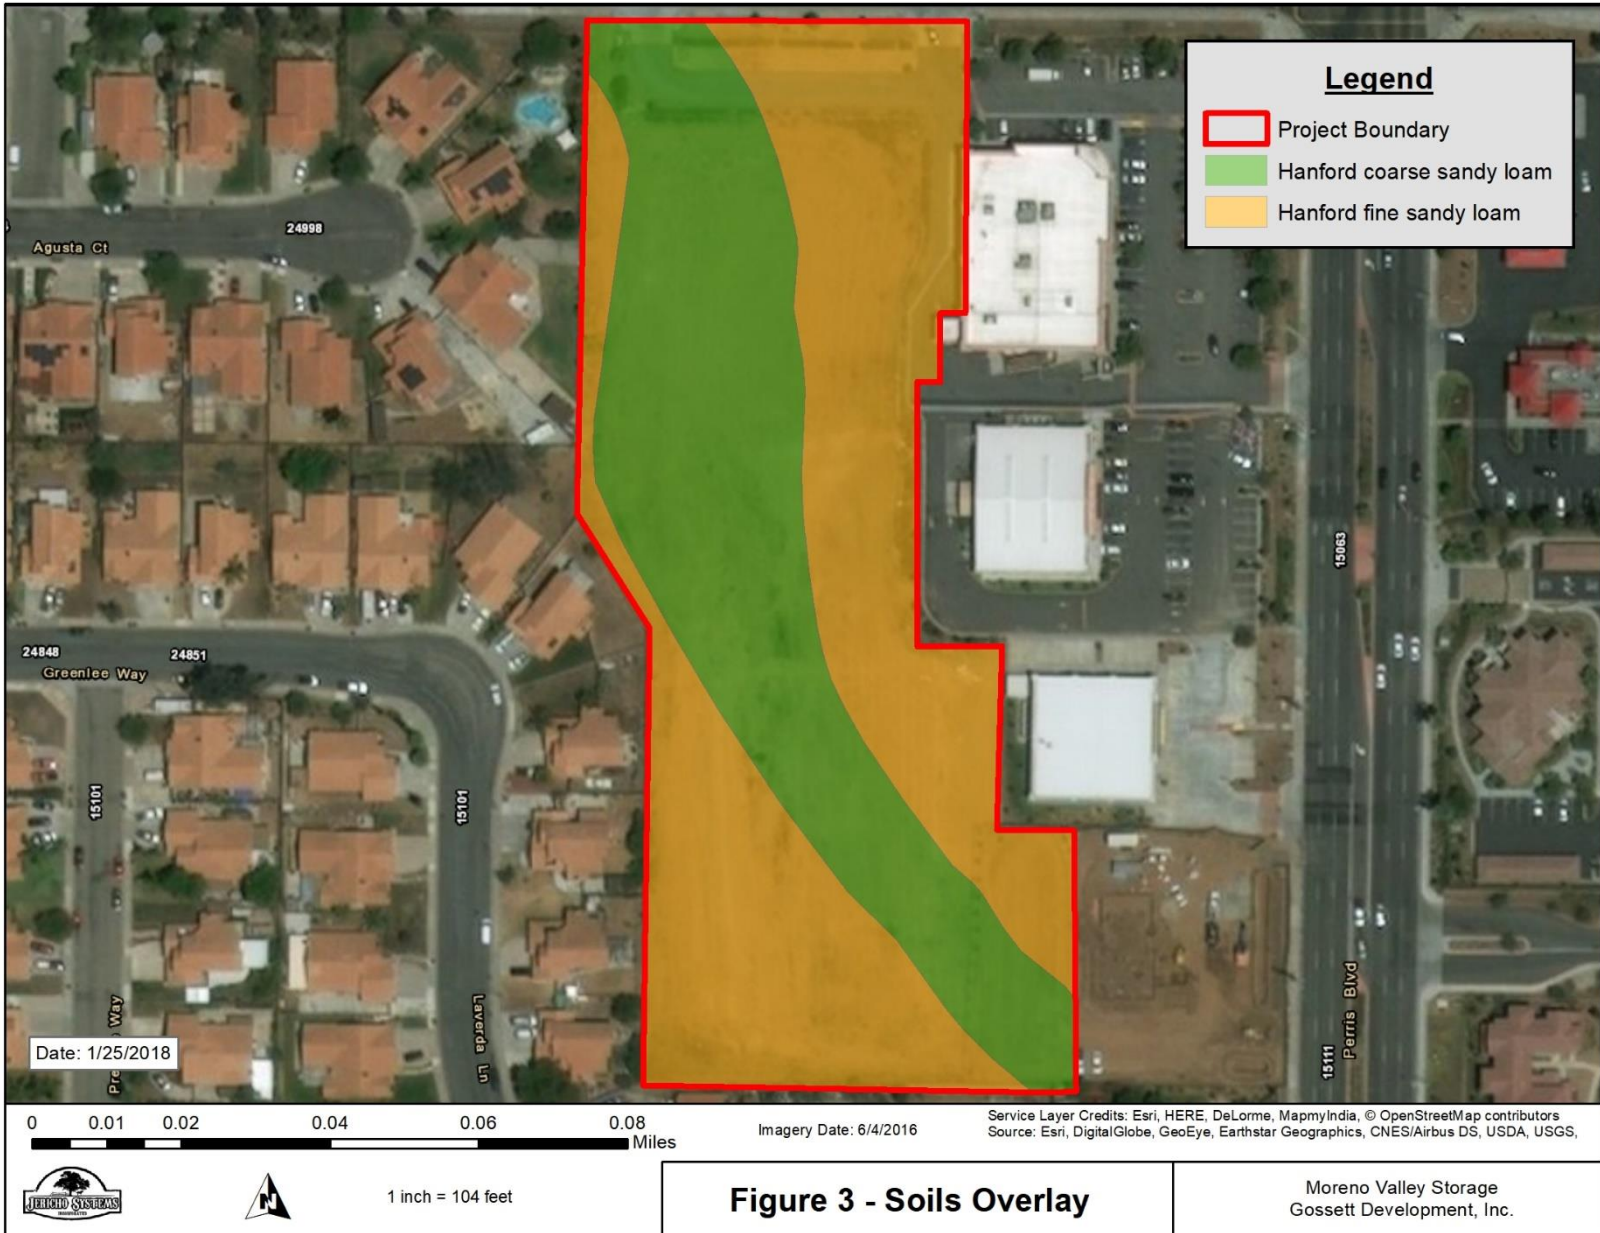 Legend
Project Boundary
Hanford coarse sandy loam
Hanford fine sandy loam
24998
Agusta Ct
24848
24851
Greenlee Way
15101
15101
Laverda Ln
Way
15063
15111
Perris Blvd
Date: 1/25/2018
0 0.01 0.02 0.04 0.06 0.08
Miles
Imagery Date: 6/4/2016
Service Layer Credits: Esri, HERE, DeLorme, MapmyIndia, © OpenStreetMap contributors
Source: Esri, DigitalGlobe, GeoEye, Earthstar Geographics, CNES/Airbus DS, USDA, USGS,
JERICHO SYSTEMS
INCORPORATED
N
1 inch = 104 feet
Figure 3 - Soils Overlay
Moreno Valley Storage
Gossett Development, Inc.